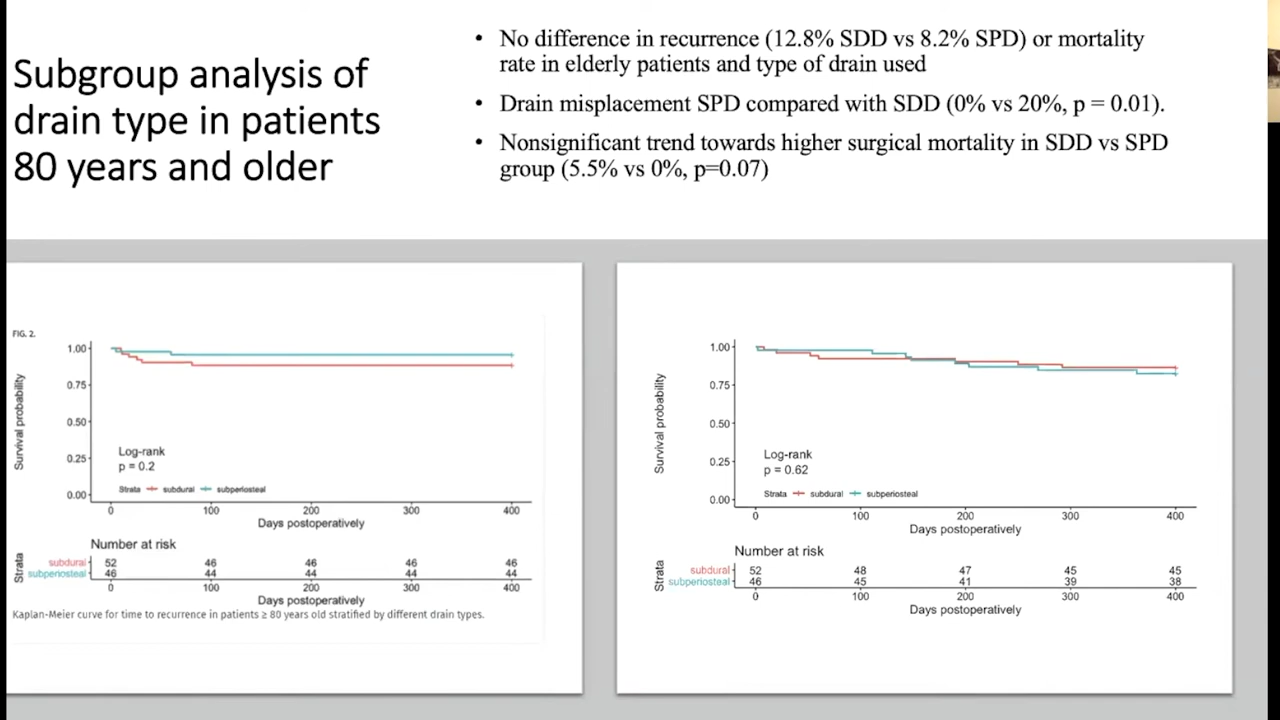 Subgroup analysis of
drain type in patients
80 years and older
• No difference in recurrence (12.8% SDD vs 8.2% SPD) or mortality
rate in elderly patients and type of drain used
• Drain misplacement SPD compared with SDD (0% vs 20%, p = 0.01).
• Nonsignificant trend towards higher surgical mortality in SDD vs SPD
group (5.5% vs 0%, p=0.07)
FIG. 2.
Survival probability
1.00
0.75
0.50
0.25
0.00
Log-rank
p = 0.2
Strata subdural subperiosteal
0 100 200 300 400
Days postoperatively
Number at risk
Strata
subdural 52 46 46 46 46
subperiosteal 46 44 44 44 44
0 100 200 300 400
Days postoperatively
Kaplan-Meier curve for time to recurrence in patients ≥ 80 years old stratified by different drain types.
Survival probability
1.00
0.75
0.50
0.25
0.00
Log-rank
p = 0.62
Strata subdural subperiosteal
0 100 200 300 400
Days postoperatively
Number at risk
Strata
subdural 52 48 47 45 45
subperiosteal 46 45 41 39 38
0 100 200 300 400
Days postoperatively